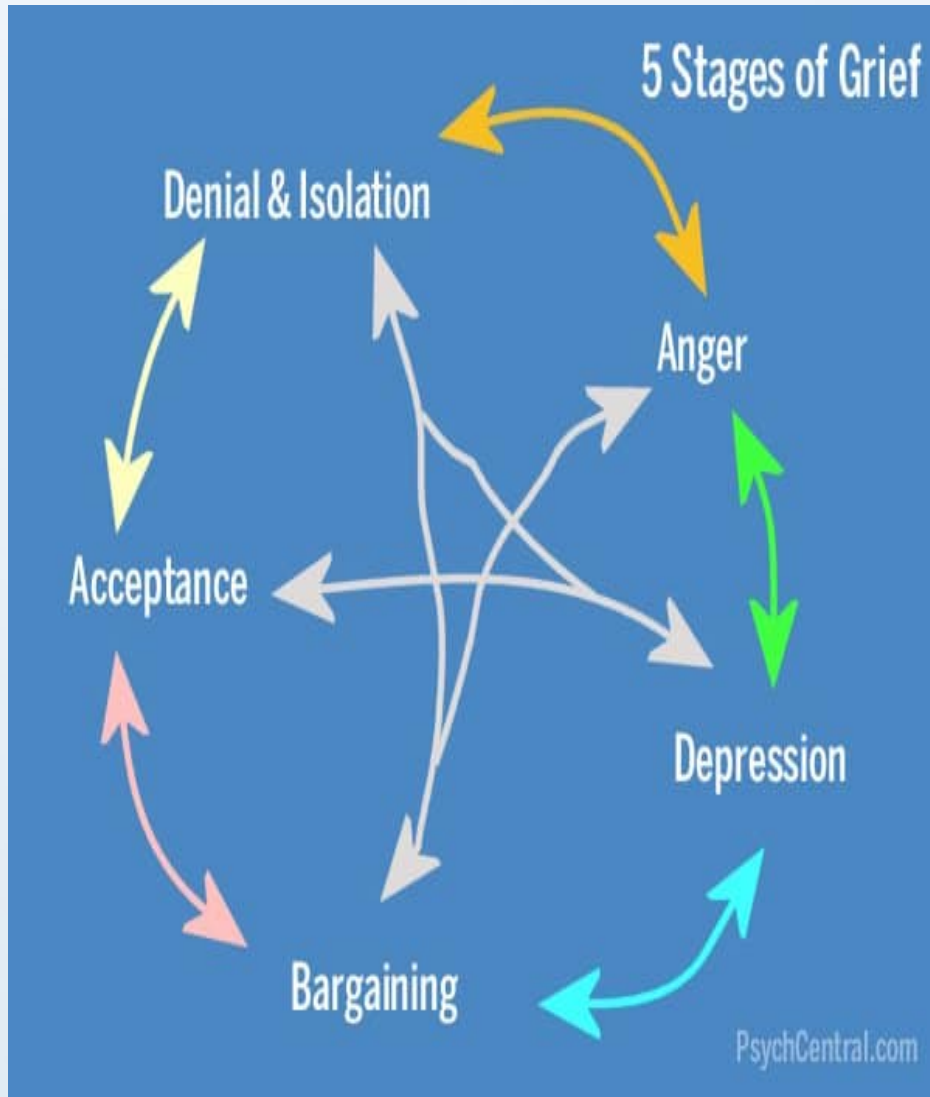 5 Stages of Grief
Denial & Isolation
Anger
Acceptance
Depression
Bargaining
PsychCentral.com